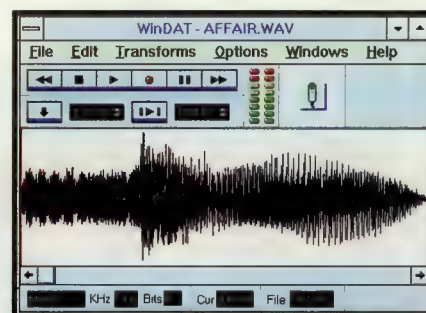 WinDAT - AFFAIR.WAV
File Edit Transforms Options Windows Help
KHz Bits Cur File